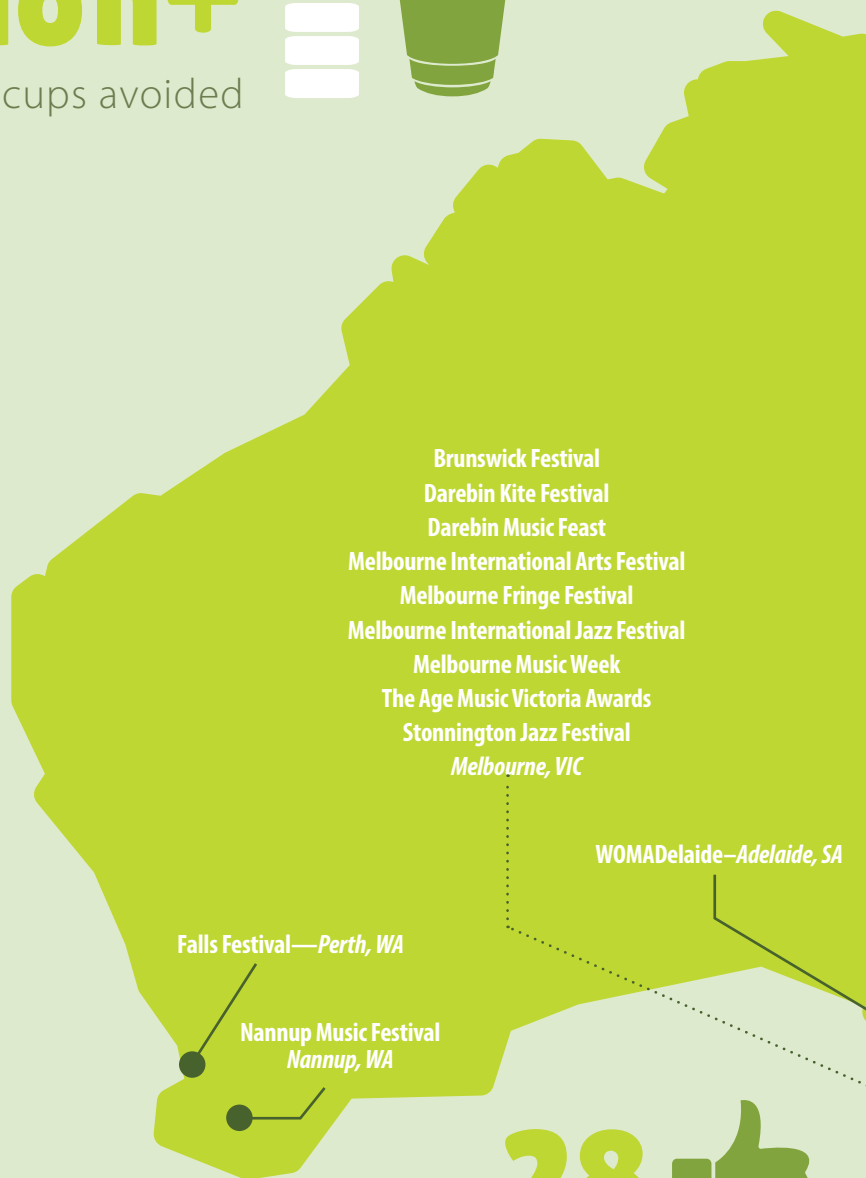 cups avoided
Brunswick Festival
Darebin Kite Festival
Darebin Music Feast
Melbourne International Arts Festival
Melbourne Fringe Festival
Melbourne International Jazz Festival
Melbourne Music Week
The Age Music Victoria Awards
Stonnington Jazz Festival
Melbourne, VIC
WOMADelaide–Adelaide, SA
Falls Festival—Perth, WA
Nannup Music Festival
Nannup, WA
28